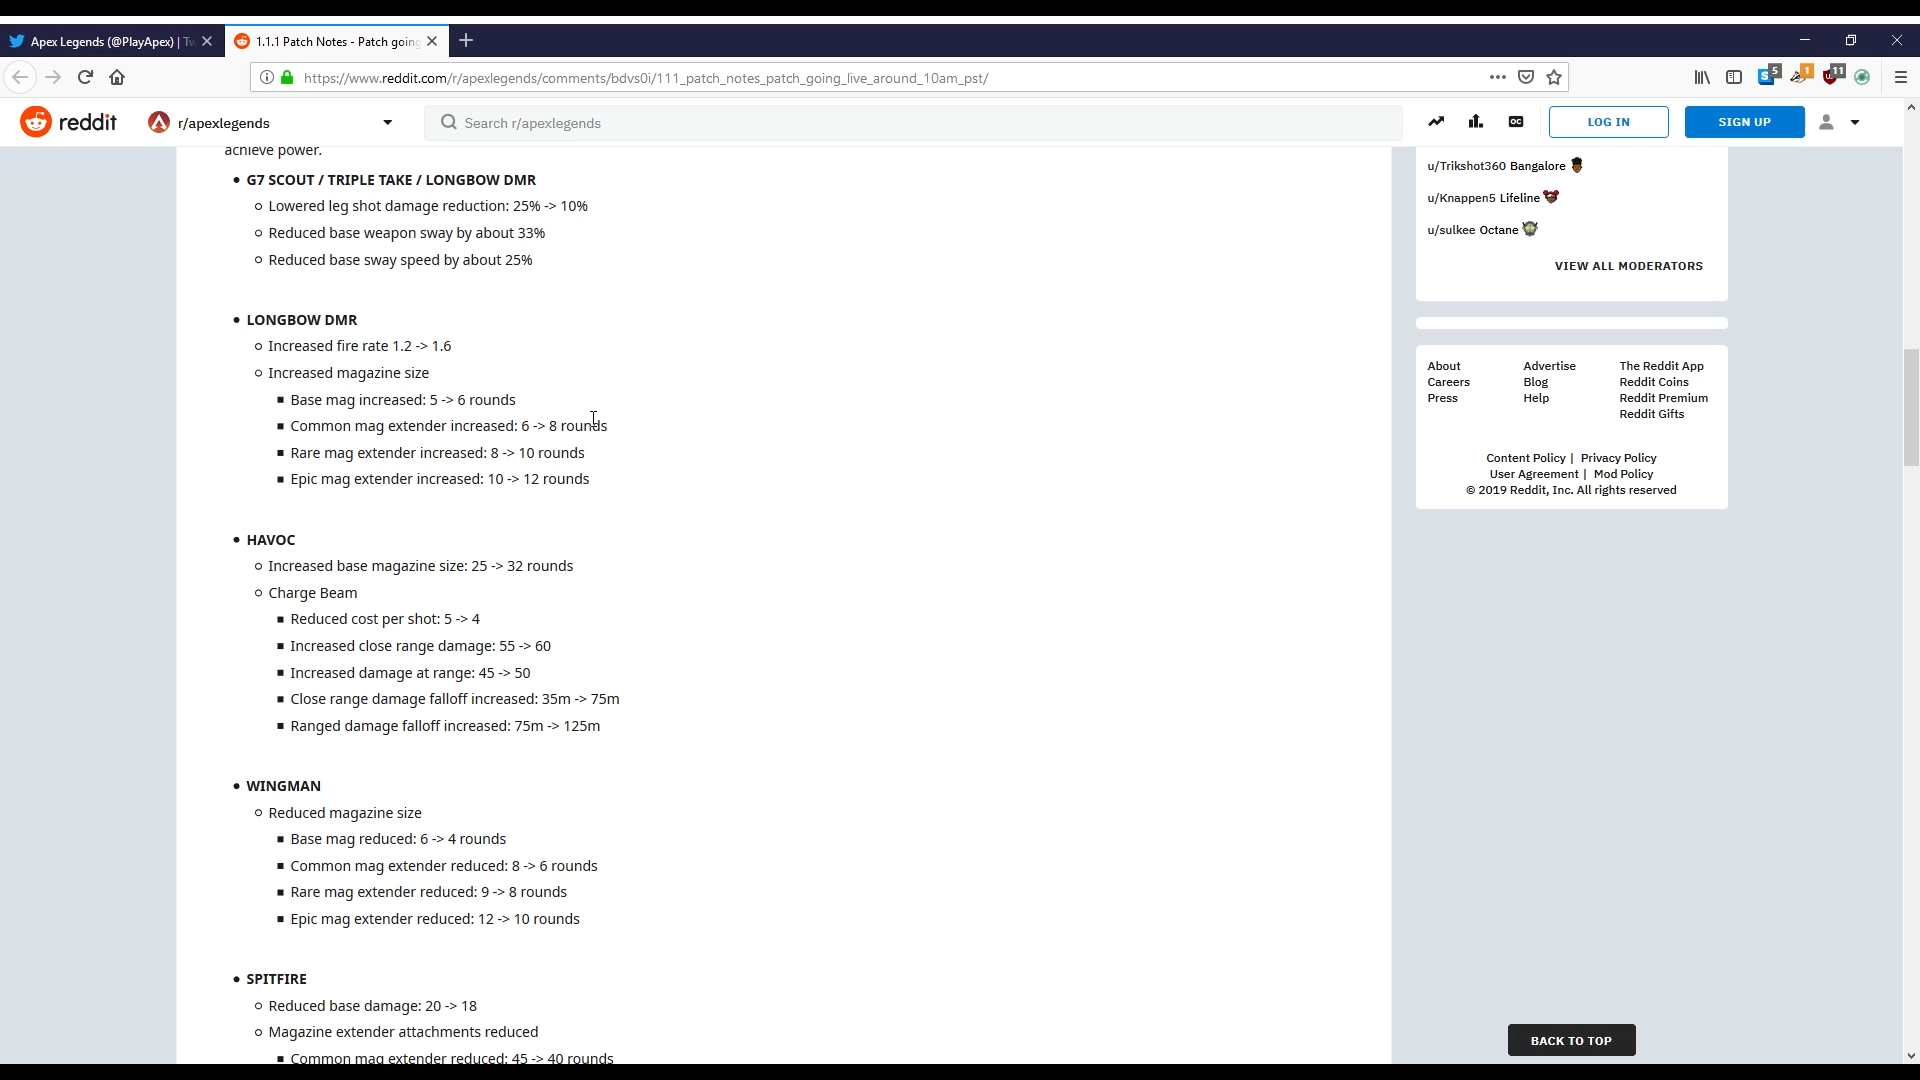 Apex Legends (@PlayApex) | Tw
1.1.1 Patch Notes - Patch going
https://www.reddit.com/r/apexlegends/comments/bdvs0i/111_patch_notes_patch_going_live_around_10am_pst/
5
1
11
reddit
r/apexlegends
Search r/apexlegends
OC
LOG IN
SIGN UP
achieve power.
• G7 SCOUT / TRIPLE TAKE / LONGBOW DMR
Lowered leg shot damage reduction: 25% -> 10%
Reduced base weapon sway by about 33%
Reduced base sway speed by about 25%
• LONGBOW DMR
Increased fire rate 1.2 -> 1.6
Increased magazine size
Base mag increased: 5 -> 6 rounds
Common mag extender increased: 6 -> 8 rounds
Rare mag extender increased: 8 -> 10 rounds
Epic mag extender increased: 10 -> 12 rounds
• HAVOC
Increased base magazine size: 25 -> 32 rounds
Charge Beam
Reduced cost per shot: 5 -> 4
Increased close range damage: 55 -> 60
Increased damage at range: 45 -> 50
Close range damage falloff increased: 35m -> 75m
Ranged damage falloff increased: 75m -> 125m
• WINGMAN
Reduced magazine size
Base mag reduced: 6 -> 4 rounds
Common mag extender reduced: 8 -> 6 rounds
Rare mag extender reduced: 9 -> 8 rounds
Epic mag extender reduced: 12 -> 10 rounds
• SPITFIRE
Reduced base damage: 20 -> 18
Magazine extender attachments reduced
Common mag extender reduced: 45 -> 40 rounds
u/Trikshot360 Bangalore
u/Knappen5 Lifeline
u/sulkee Octane
VIEW ALL MODERATORS
About Advertise The Reddit App
Careers Blog Reddit Coins
Press Help Reddit Premium
Reddit Gifts
Content Policy | Privacy Policy
User Agreement | Mod Policy
© 2019 Reddit, Inc. All rights reserved
BACK TO TOP